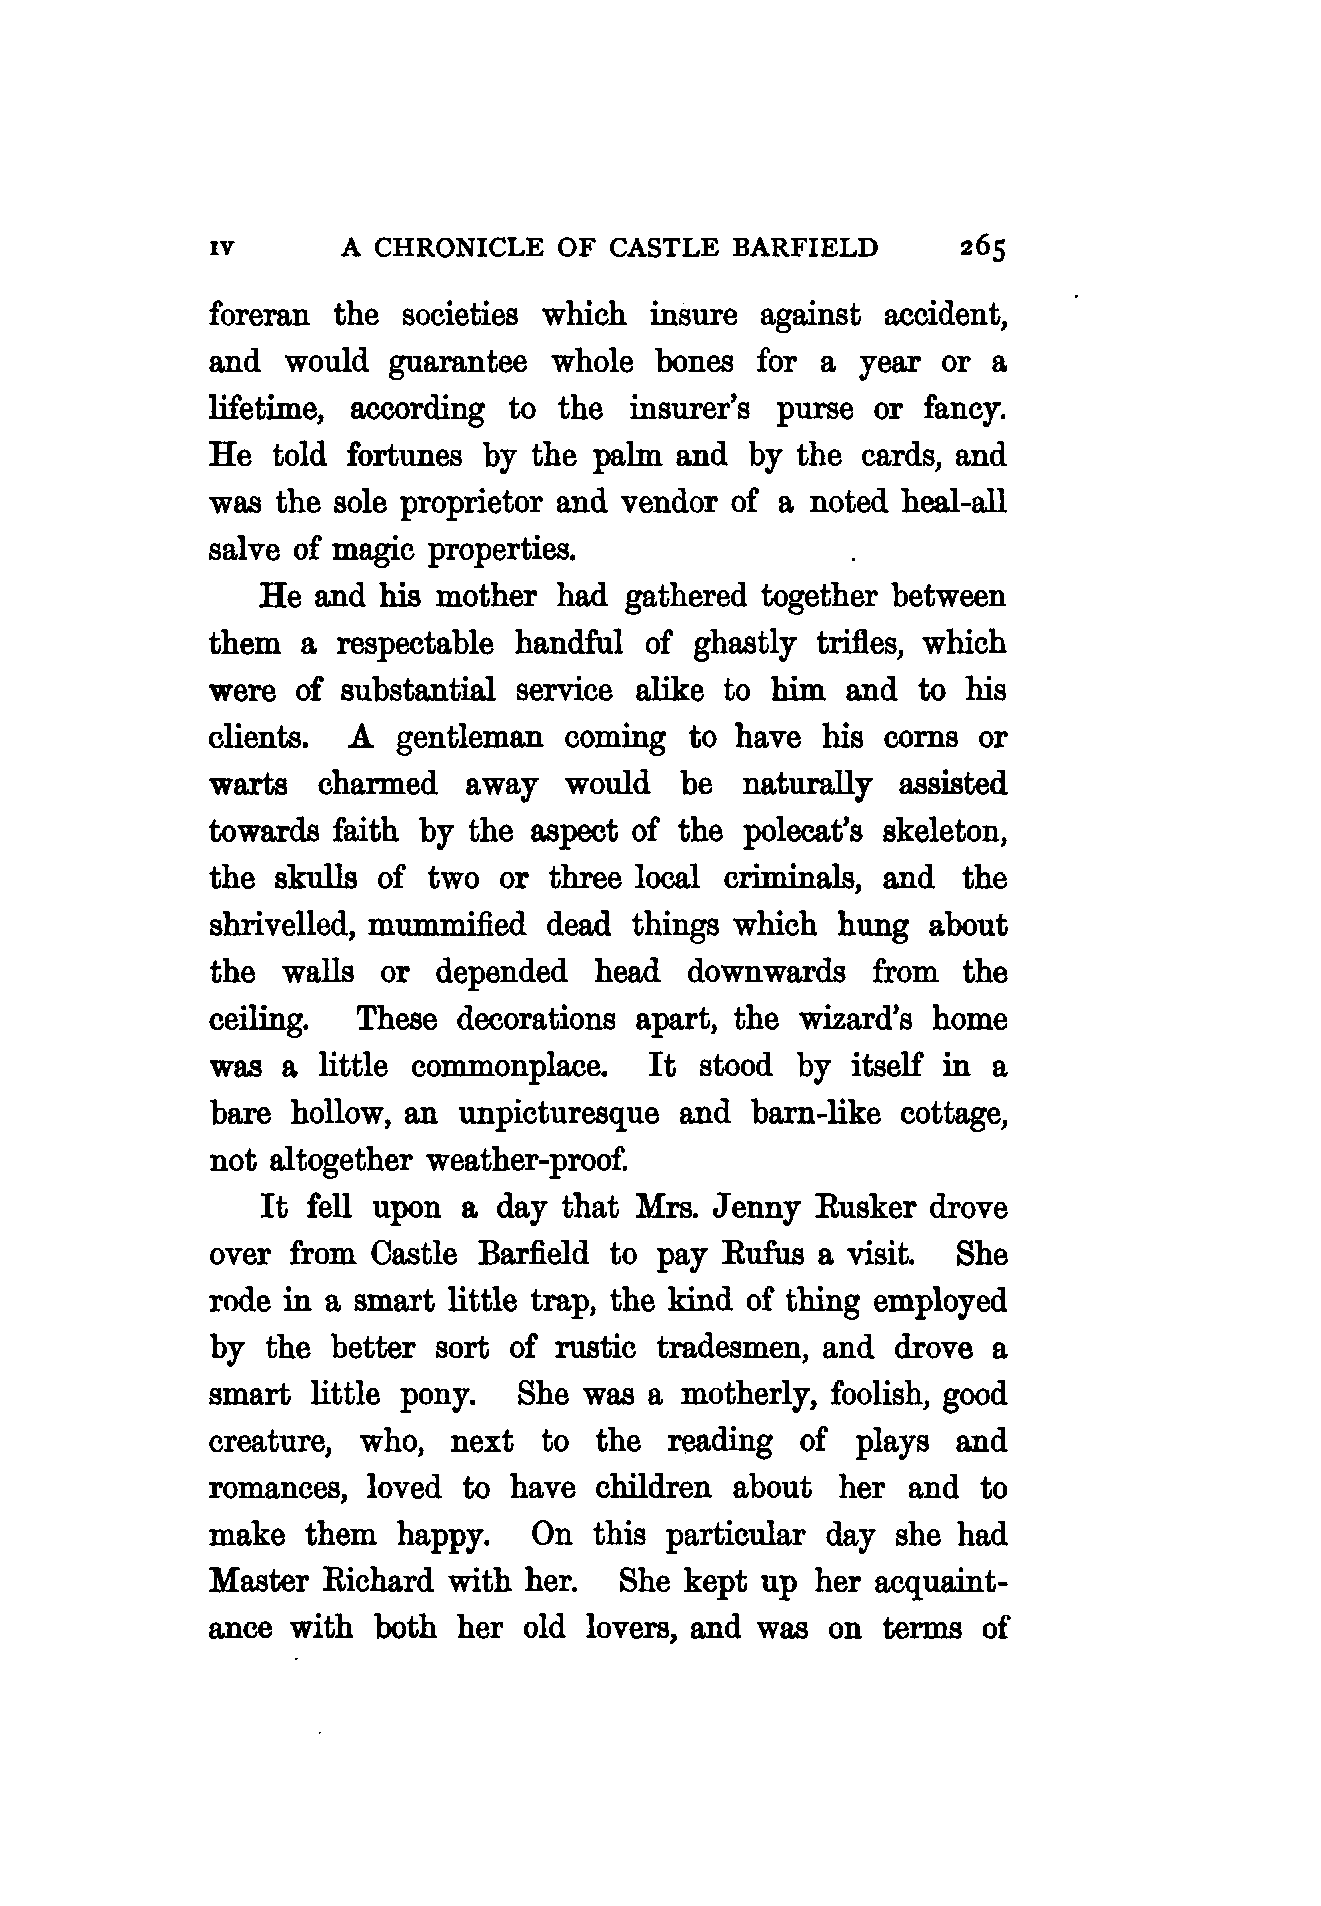 IV A CHRONICLE OF CASTLE BARFIELD 265
foreran the societies which insure against accident,
and would guarantee whole bones for a year or a
lifetime, according to the insurer's purse or fancy.
He told fortunes by the palm and by the cards, and
was the sole proprietor and vendor of a noted heal-all
salve of magic properties.
He and his mother had gathered together between
them a respectable handful of ghastly trifles, which
were of substantial service alike to him and to his
clients. A gentleman coming to have his corns or
warts charmed away would be naturally assisted
towards faith by the aspect of the polecat's skeleton,
the skulls of two or three local criminals, and the
shrivelled, mummified dead things which hung about
the walls or depended head downwards from the
ceiling. These decorations apart, the wizard's home
was a little commonplace. It stood by itself in a
bare hollow, an unpicturesque and barn-like cottage,
not altogether weather-proof.
It fell upon a day that Mrs. Jenny Rusker drove
over from Castle Barfield to pay Rufus a visit. She
rode in a smart little trap, the kind of thing employed
by the better sort of rustic tradesmen, and drove a
smart little pony. She was a motherly, foolish, good
creature, who, next to the reading of plays and
romances, loved to have children about her and to
make them happy. On this particular day she had
Master Richard with her. She kept up her acquaint-
ance with both her old lovers, and was on terms of